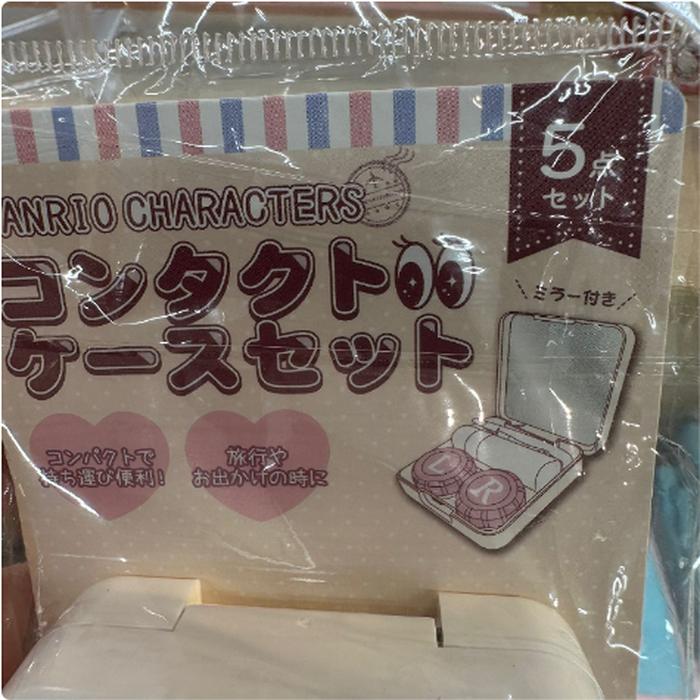 ANRIO CHARACTERS
コンタクト
ケースセット
5点
セット
ミラー付き
コンパクトで
持ち運び便利!
旅行や
お出かけの時に
L R